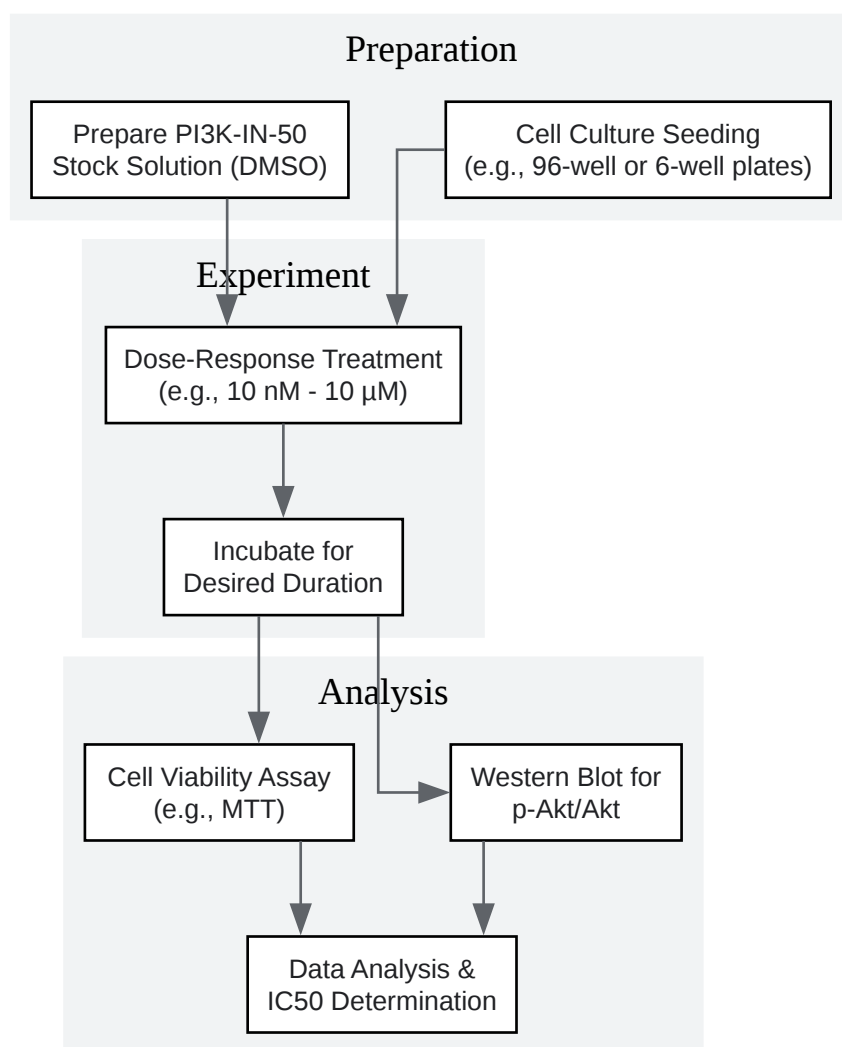 Preparation
Prepare PI3K-IN-50
Stock Solution (DMSO)
Cell Culture Seeding
(e.g., 96-well or 6-well plates)
Experiment
Dose-Response Treatment
(e.g., 10 nM - 10 µM)
Incubate for
Desired Duration
Analysis
Cell Viability Assay
(e.g., MTT)
Western Blot for
p-Akt/Akt
Data Analysis &
IC50 Determination